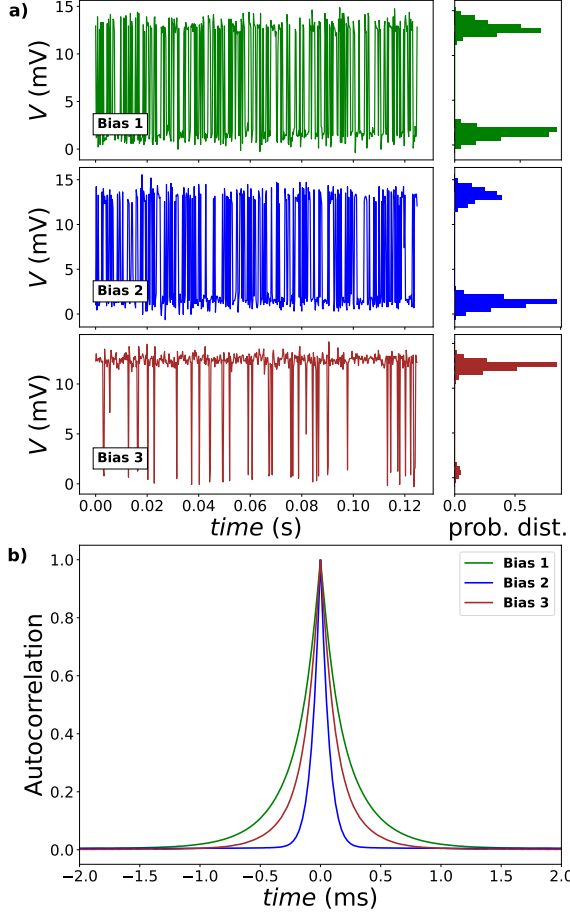 a)
15
10
5
0
V (mV)
Bias 1
15
10
5
0
V (mV)
Bias 2
10
5
0
V (mV)
Bias 3
0.00 0.02 0.04 0.06 0.08 0.10 0.12
time (s)
0.0 0.5
prob. dist.
b)
1.0
0.8
0.6
0.4
0.2
0.0
Autocorrelation
Bias 1
Bias 2
Bias 3
−2.0 −1.5 −1.0 −0.5 0.0 0.5 1.0 1.5 2.0
time (ms)